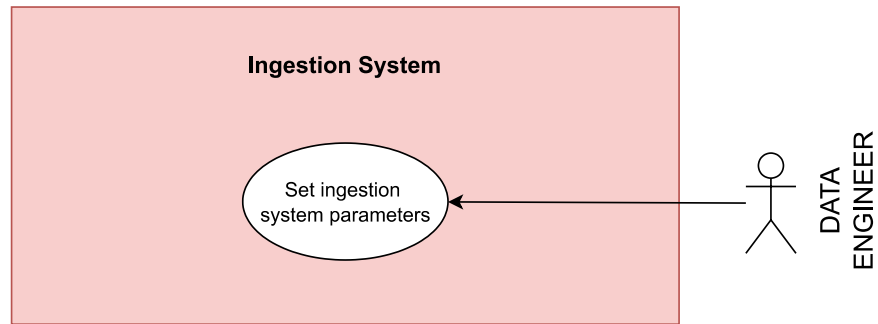 Ingestion System
Set ingestion
system parameters
DATA
ENGINEER